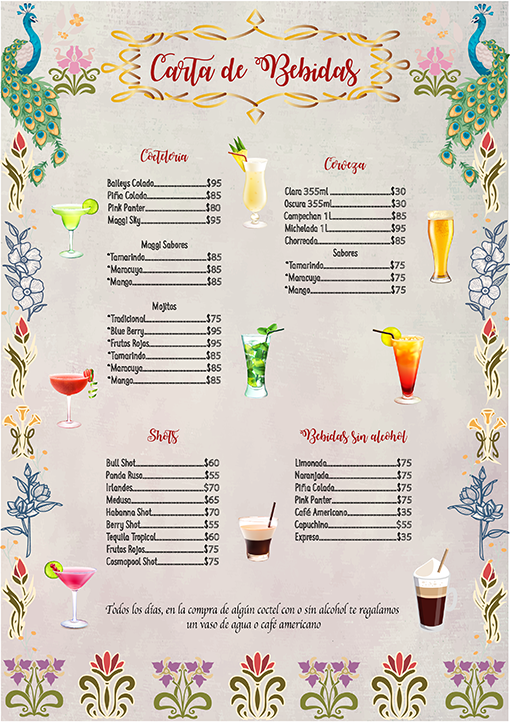 Carta de Bebidas
Cocteleria
Baileys Colada $95
Piña Colada $85
Pink Panter $80
Maggi Sky $95
Maggi Sabores
*Tamarindo $85
*Maracuya $85
*Mango $85
Mojitos
*Tradicional $75
*Blue Berry $95
*Frutos Rojos $95
*Tamarindo $85
*Maracuya $85
*Mango $85
Cerveza
Clara 355ml $30
Oscura 355ml $30
Campechan 1l $85
Michelada 1l $95
Chorreada $85
Sabores
*Tamarindo $75
*Maracuya $75
*Mango $75
Shots
Bull Shot $60
Panda Ruso $55
Irlandes $70
Medusa $65
Habanna Shot $70
Berry Shot $55
Tequila Tropical $60
Frutos Rojos $75
Cosmopool Shot $75
Bebidas sin alcohol
Limonada $75
Naranjada $75
Piña Colada $75
Pink Panter $75
Café Americano $35
Capuchino $55
Expreso $35
Todos los días, en la compra de algún coctel con o sin alcohol te regalamos
un vaso de agua o café americano